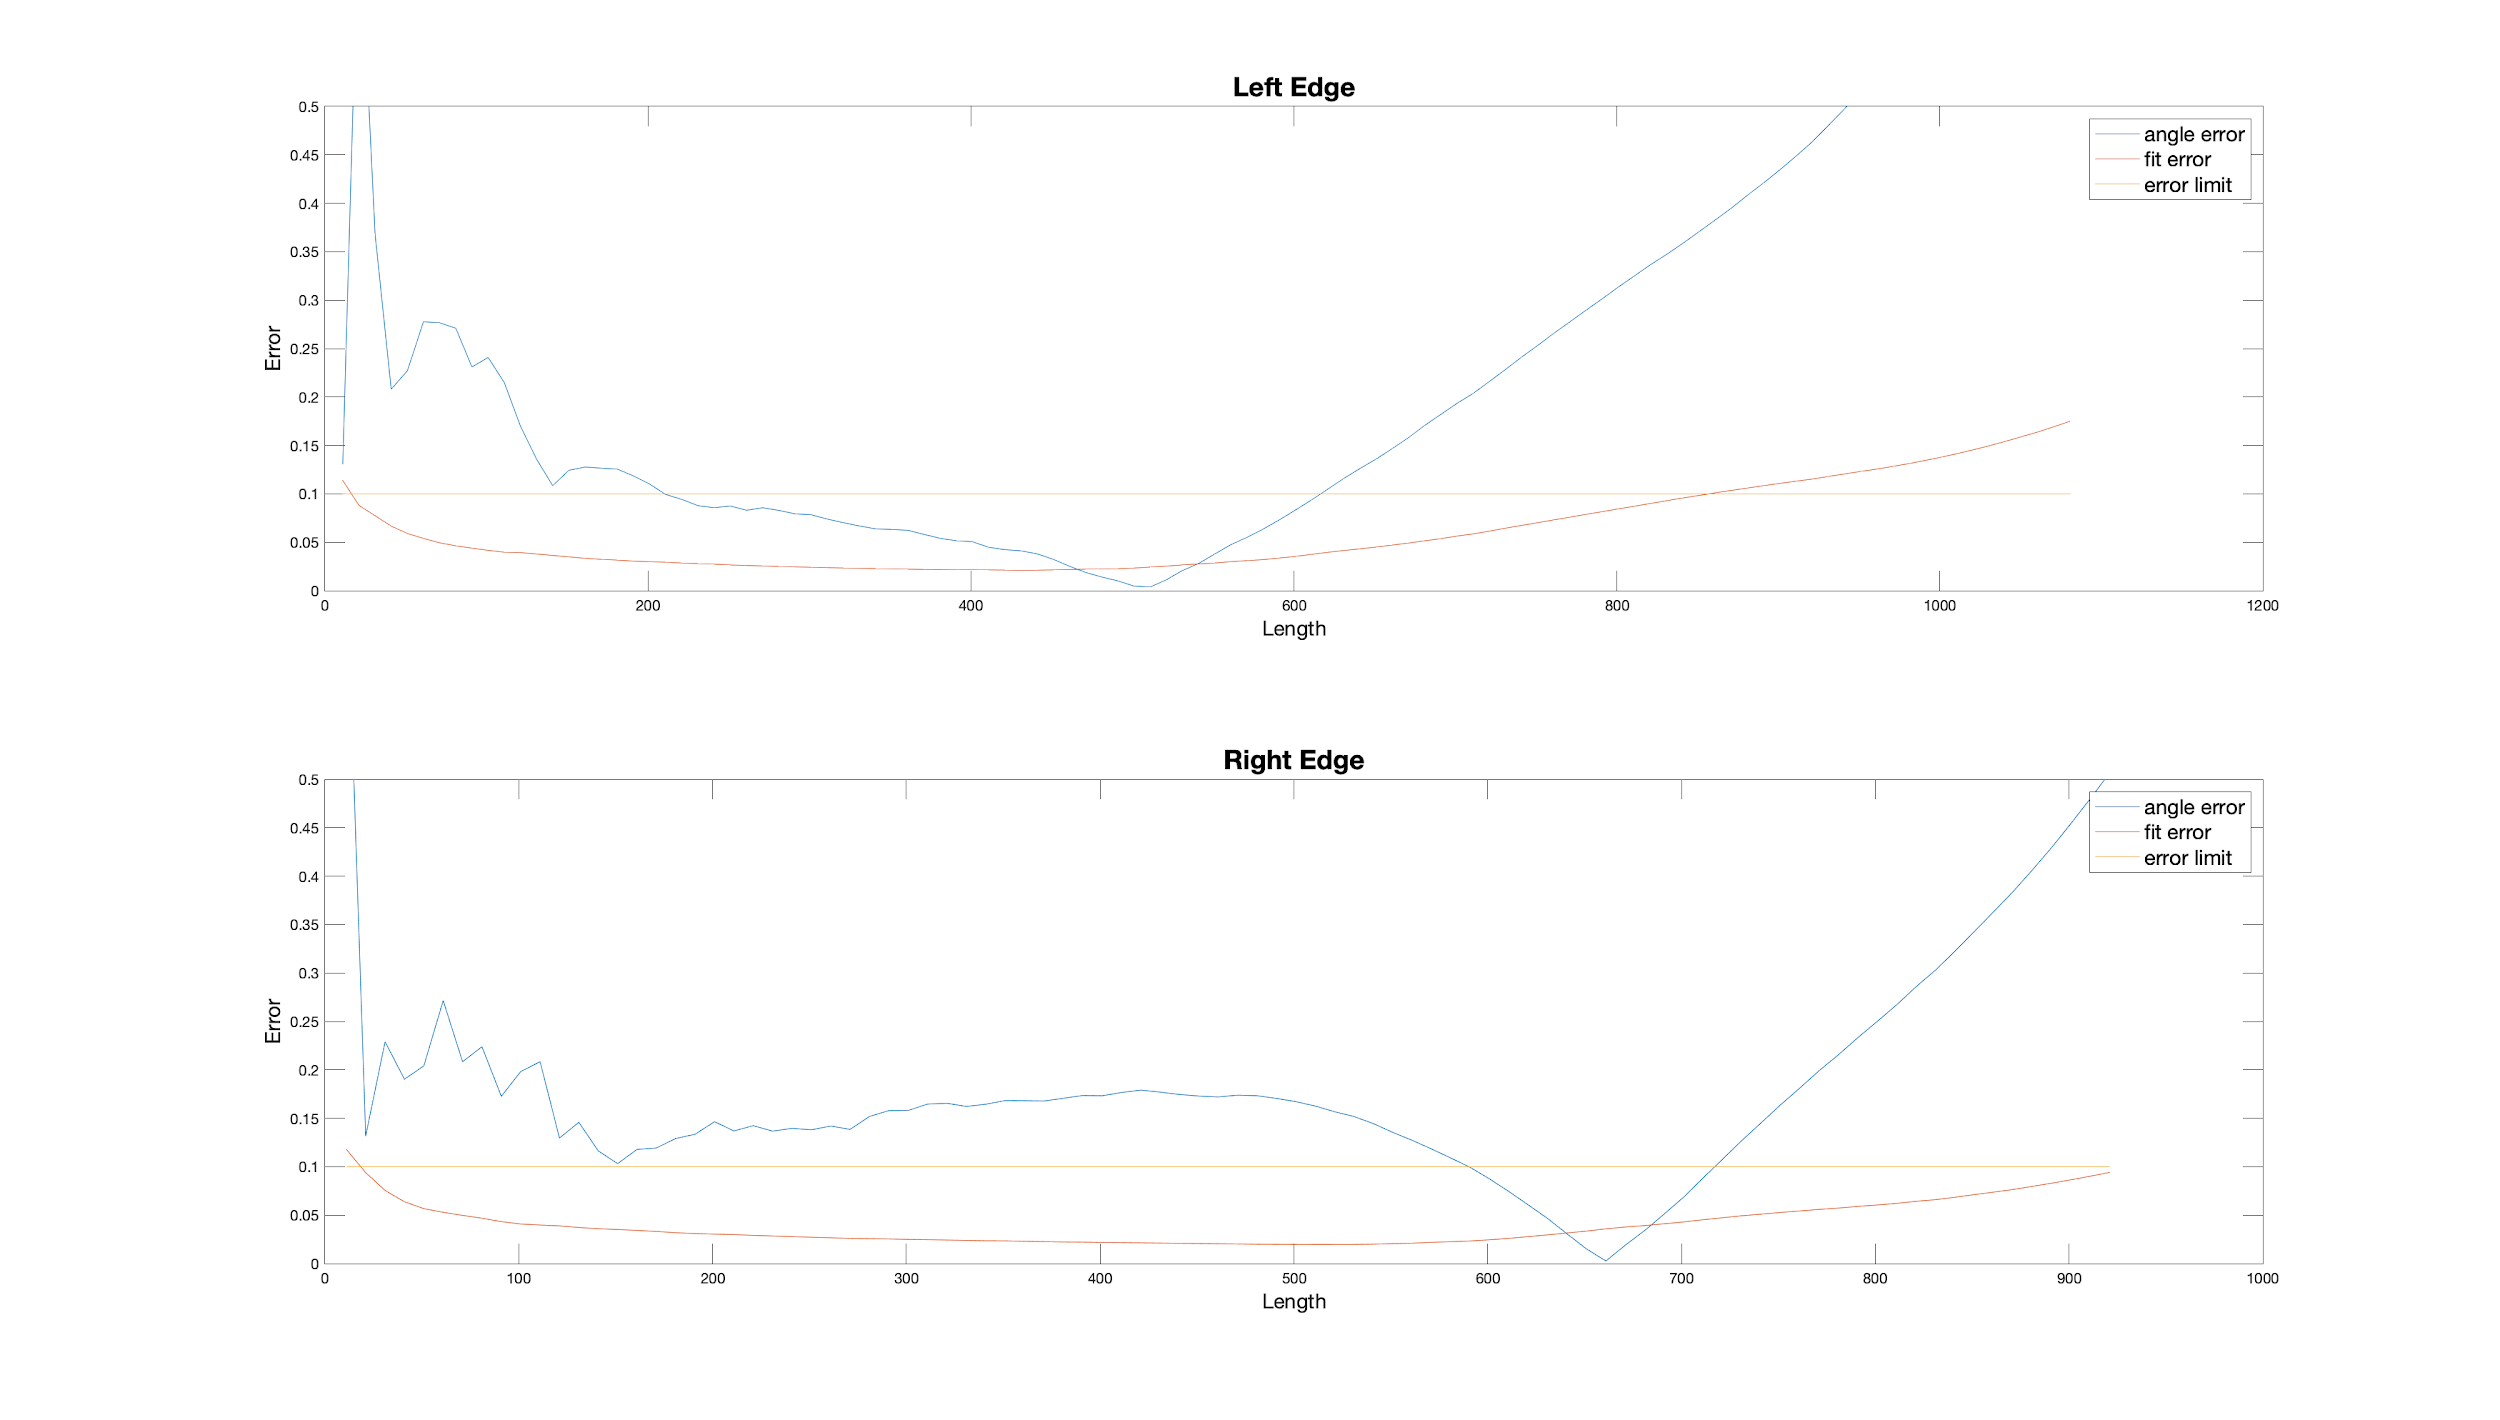 Left Edge
0.5
0.45
0.4
0.35
0.3
0.25
0.2
0.15
0.1
0.05
0
Error
0 200 400 600 800 1000 1200
Length
angle error
fit error
error limit
Right Edge
0.5
0.45
0.4
0.35
0.3
0.25
0.2
0.15
0.1
0.05
0
Error
0 100 200 300 400 500 600 700 800 900 1000
Length
angle error
fit error
error limit